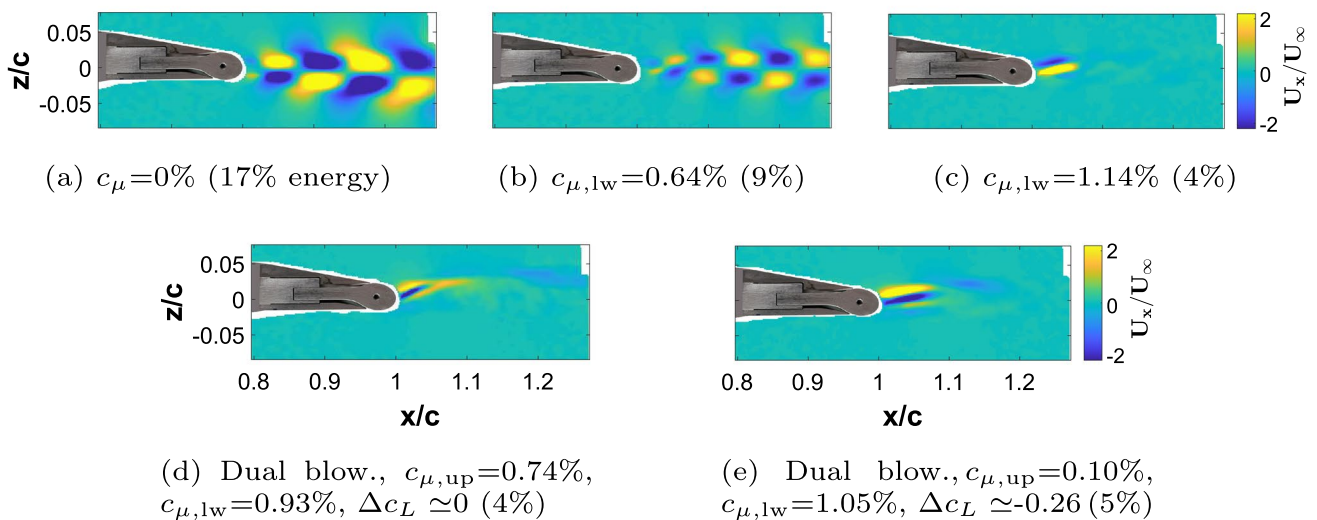 z/c
0.05
0
-0.05
2
0
-2
Ux/U∞
(a) cμ=0% (17% energy)
(b) cμ,lw=0.64% (9%)
(c) cμ,lw=1.14% (4%)
z/c
0.05
0
-0.05
0.8 0.9 1 1.1 1.2
x/c
0.8 0.9 1 1.1 1.2
x/c
2
0
-2
Ux/U∞
(d) Dual blow., cμ,up=0.74%,
cμ,lw=0.93%, ΔcL ≃0 (4%)
(e) Dual blow., cμ,up=0.10%,
cμ,lw=1.05%, ΔcL ≃-0.26 (5%)